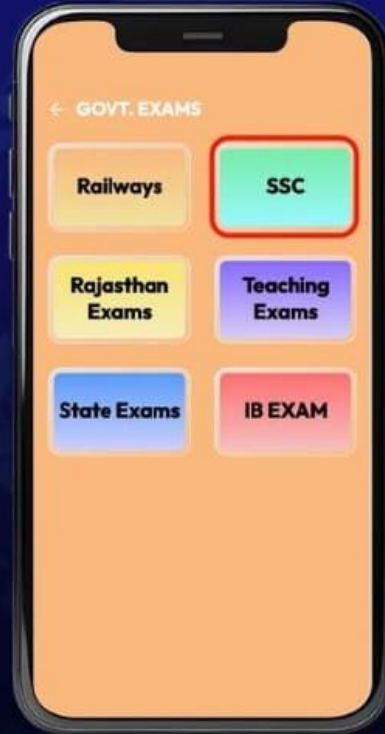 ← GOVT. EXAMS
Railways
SSC
Rajasthan
Exams
Teaching
Exams
State Exams
IB EXAM